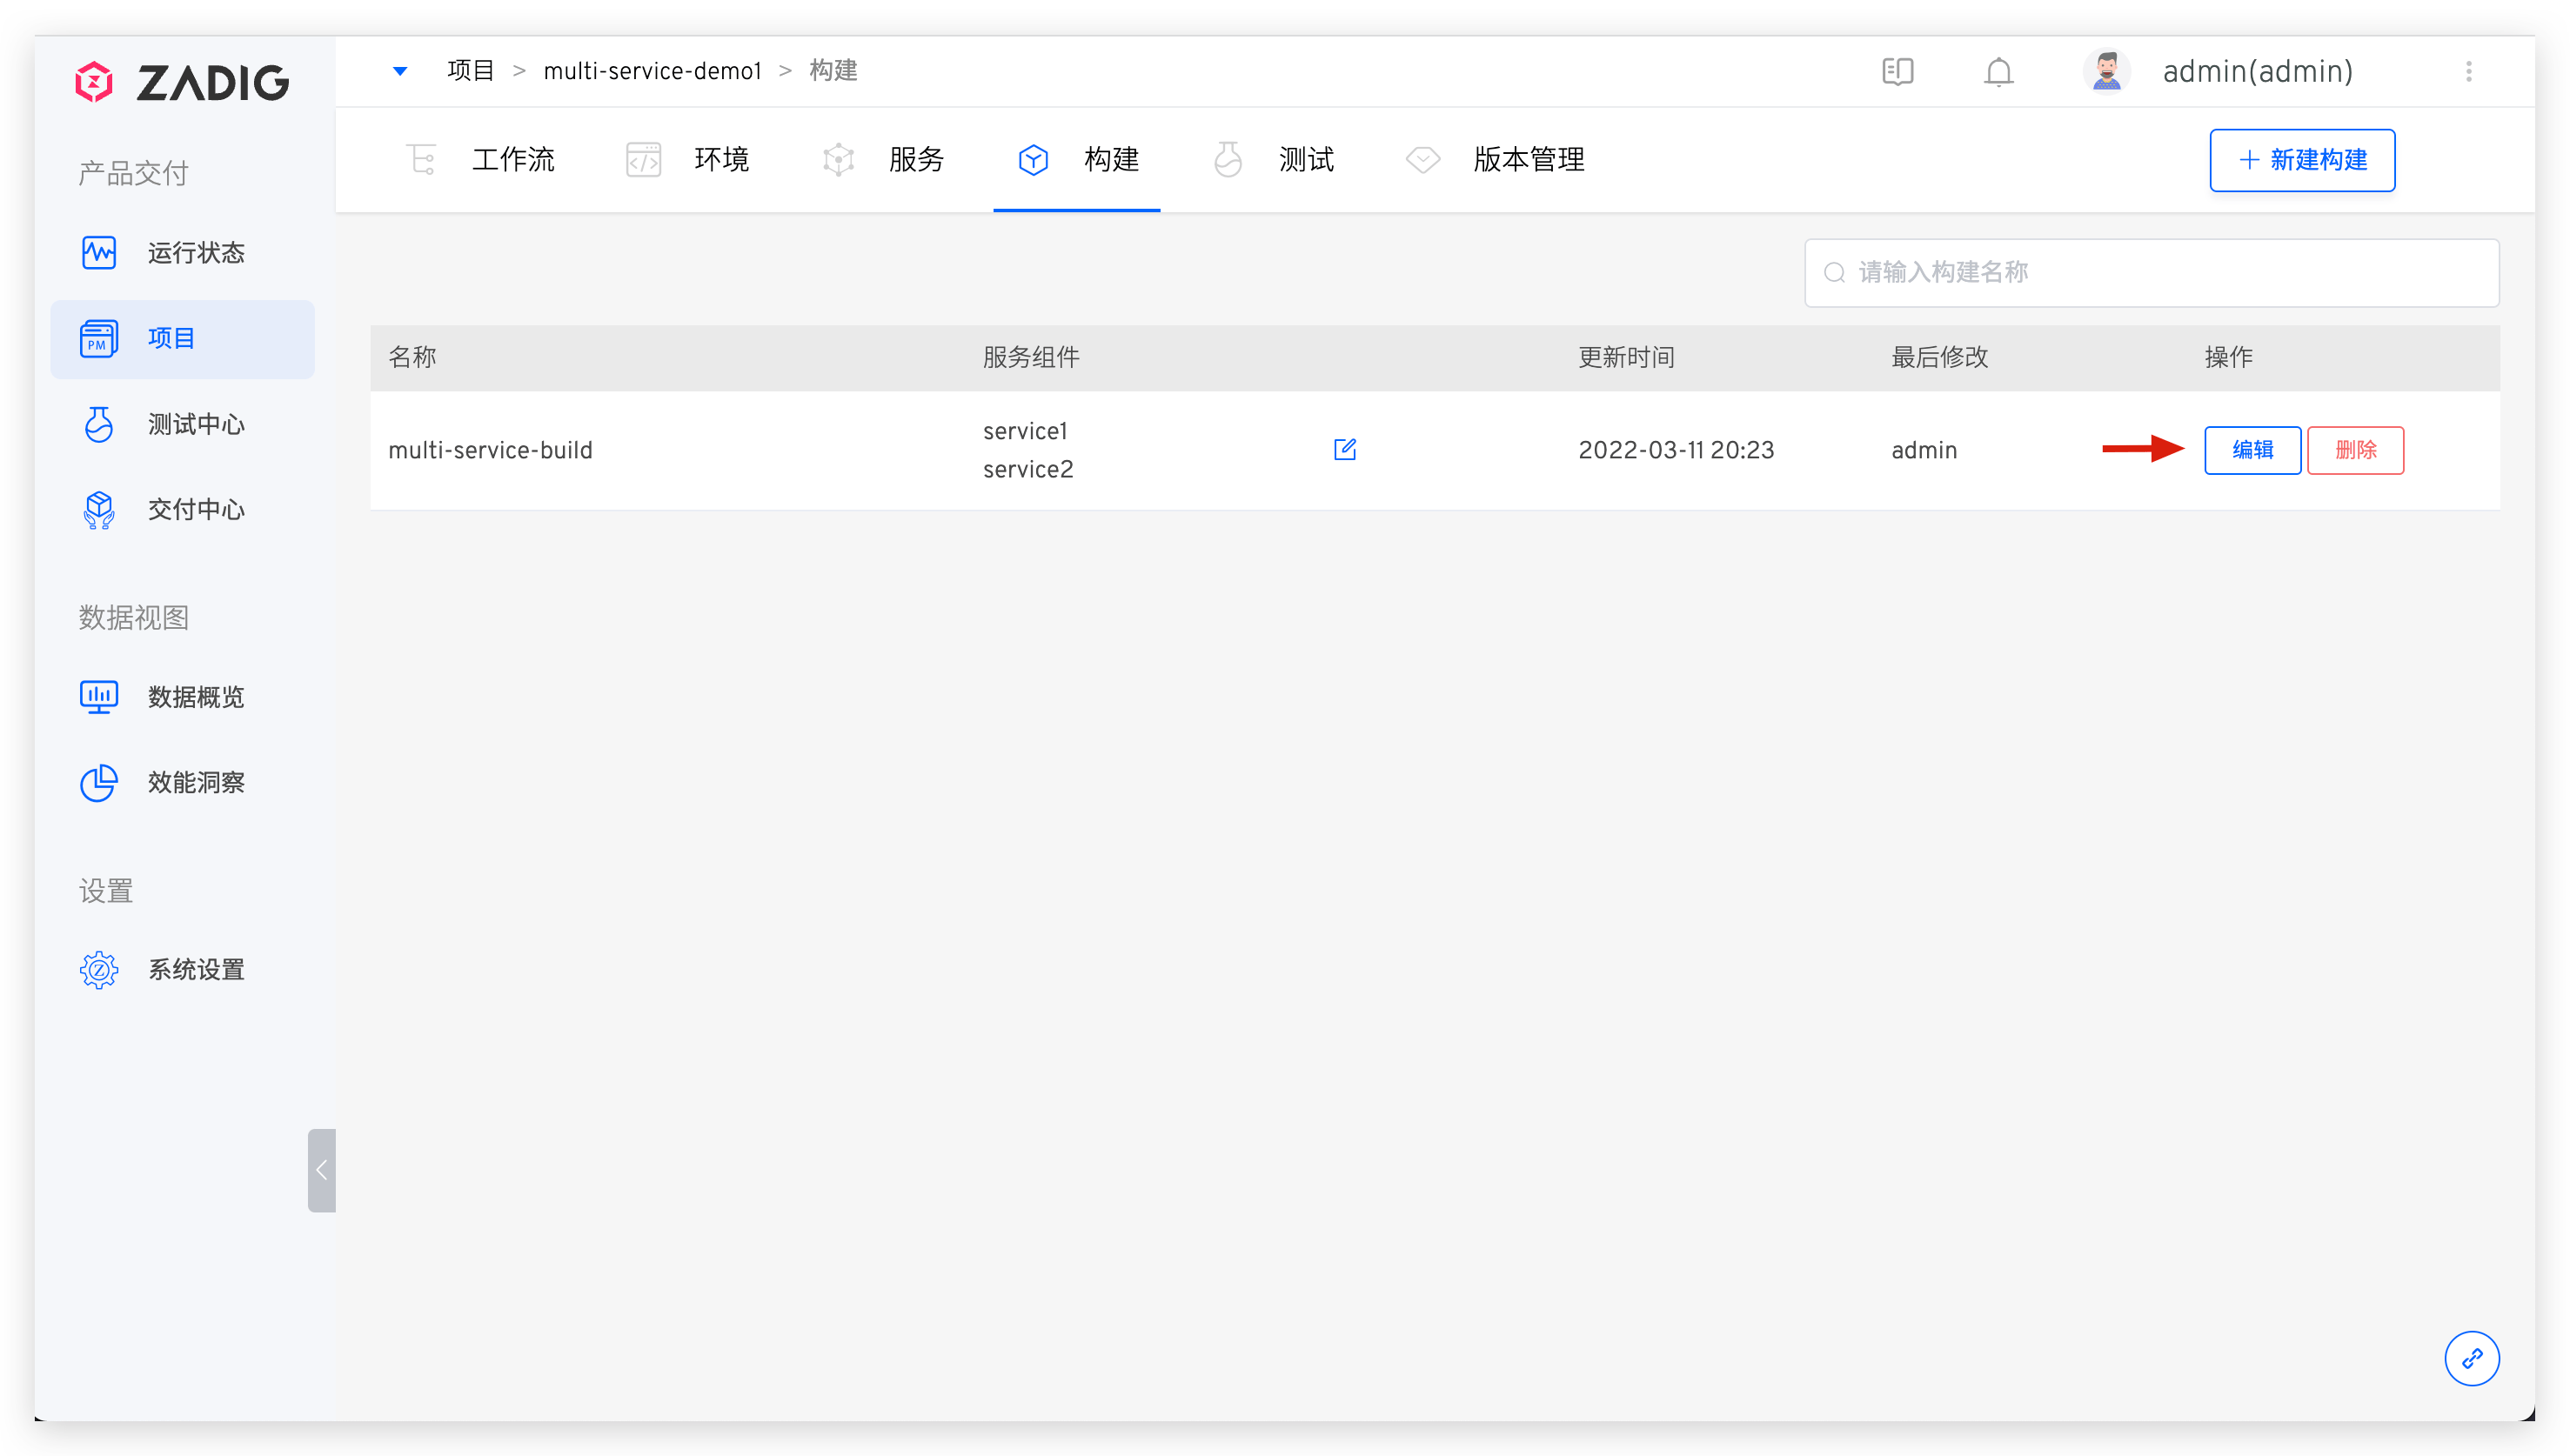 ZADIG
项目 > multi-service-demo1 > 构建
admin(admin)
产品交付
运行状态
PM 项目
测试中心
交付中心
数据视图
数据概览
效能洞察
设置
Z 系统设置
工作流
</> 环境
服务
构建
测试
版本管理
+ 新建构建
请输入构建名称
名称 服务组件 更新时间 最后修改 操作
multi-service-build
service1
service2
2022-03-11 20:23
admin
编辑 删除